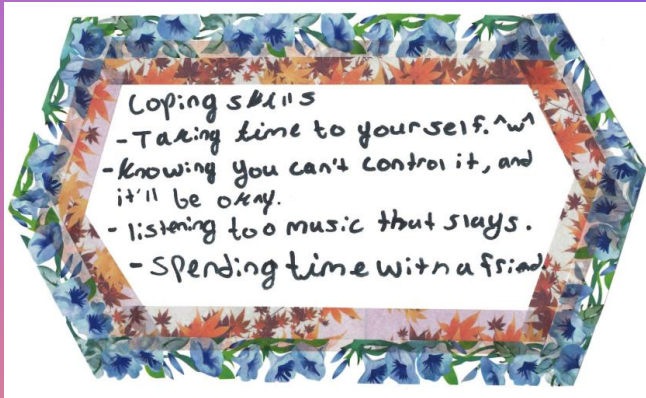 Coping skills
- Taking time to yourself. ^w^
- Knowing you can't control it, and
it'll be okay.
- listening too music that slays.
- Spending time with a friend